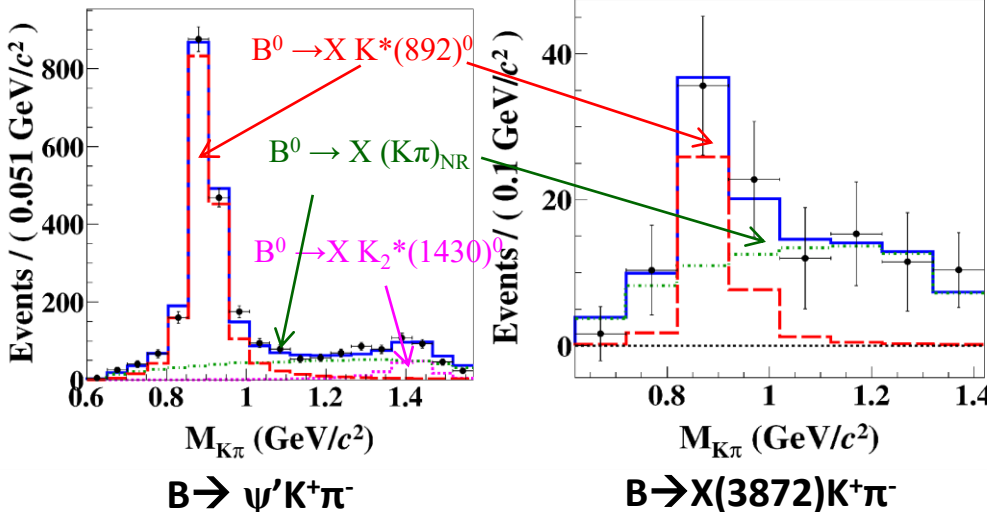 B⁰ →X K*(892)⁰
B⁰ → X (Kπ)NR
B⁰ →X K₂*(1430)⁰
Events / ( 0.051 GeV/c² )
800
600
400
200
0
0.6 0.8 1 1.2 1.4
M_Kπ (GeV/c²)
B→ ψ’K⁺π⁻
Events / ( 0.1 GeV/c² )
40
20
0
0.8 1 1.2 1.4
M_Kπ (GeV/c²)
B→X(3872)K⁺π⁻